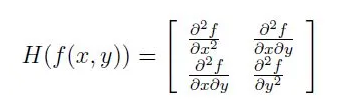 H(f(x, y)) = [ ∂²f/∂x² ∂²f/∂x∂y
∂²f/∂x∂y ∂²f/∂y² ]